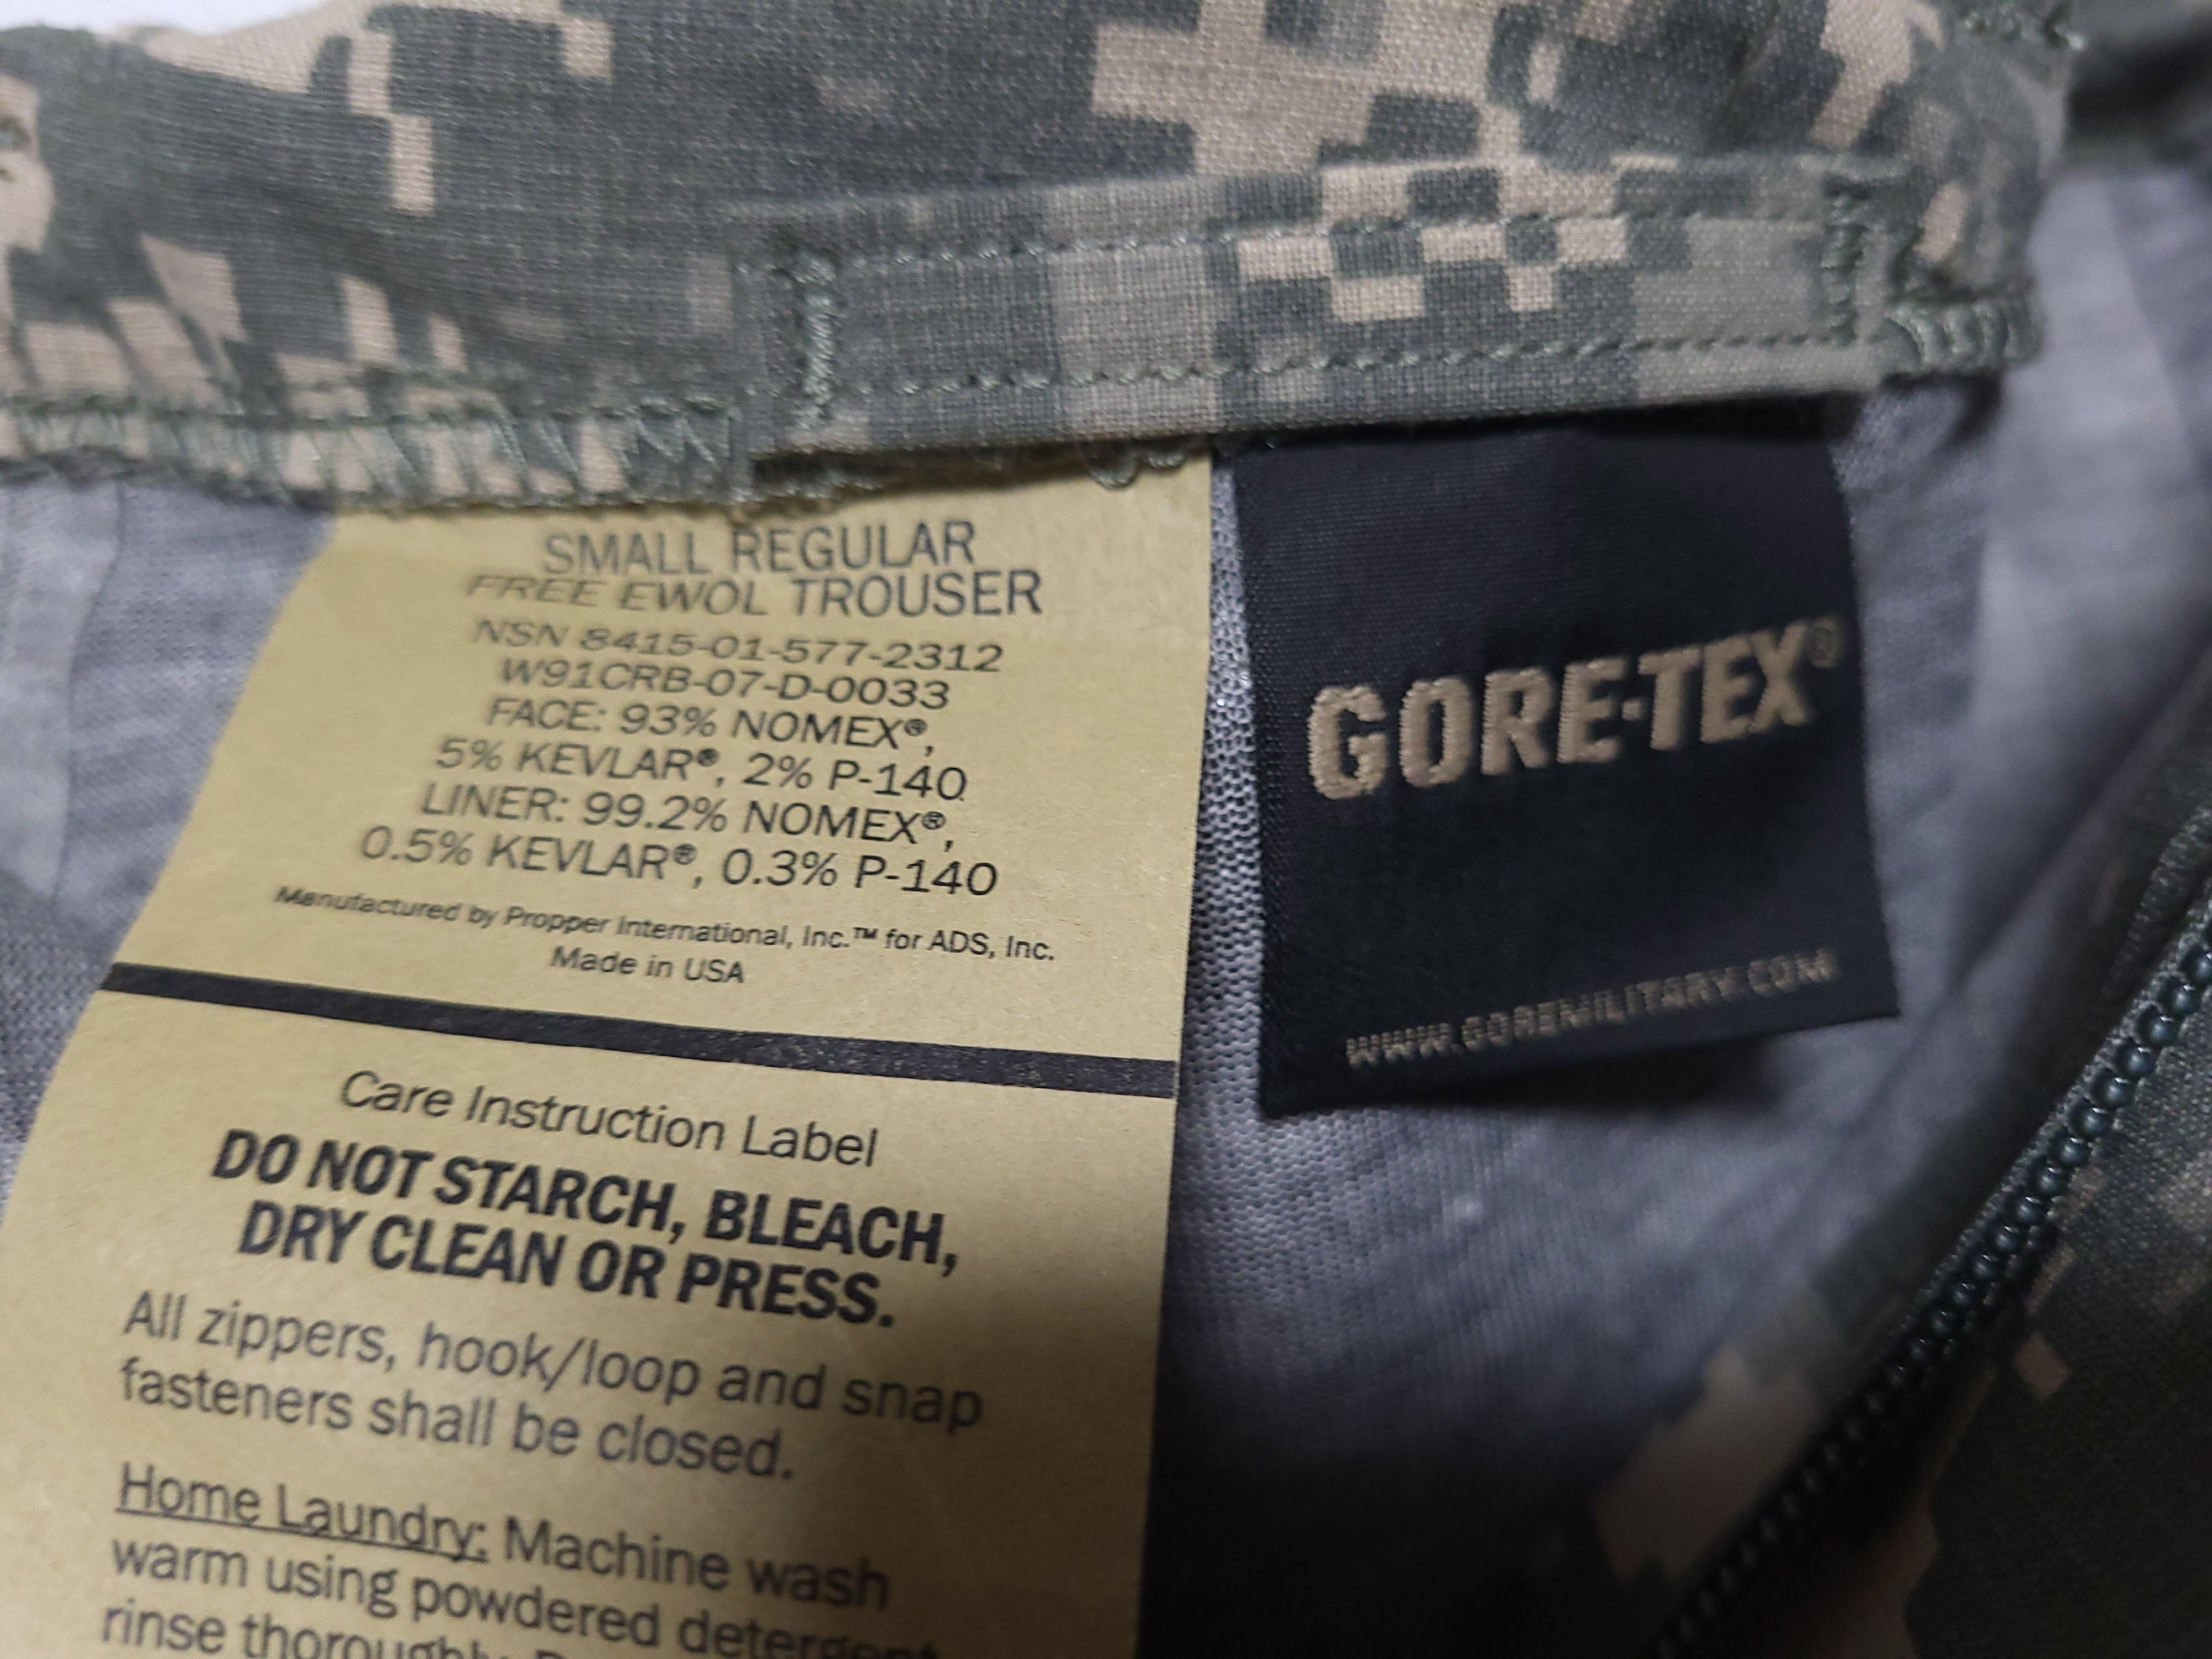 SMALL REGULAR
FREE EWOL TROUSER
NSN 8415-01-577-2312
W91CRB-07-D-0033
FACE: 93% NOMEX®,
5% KEVLAR®, 2% P-140
LINER: 99.2% NOMEX®,
0.5% KEVLAR®, 0.3% P-140
Manufactured by Propper International, Inc.™ for ADS, Inc.
Made in USA
Care Instruction Label
DO NOT STARCH, BLEACH,
DRY CLEAN OR PRESS.
All zippers, hook/loop and snap
fasteners shall be closed.
Home Laundry: Machine wash
warm using powdered detergent
rinse thoroughly.
GORE-TEX®
WWW.GOREMILITARY.COM